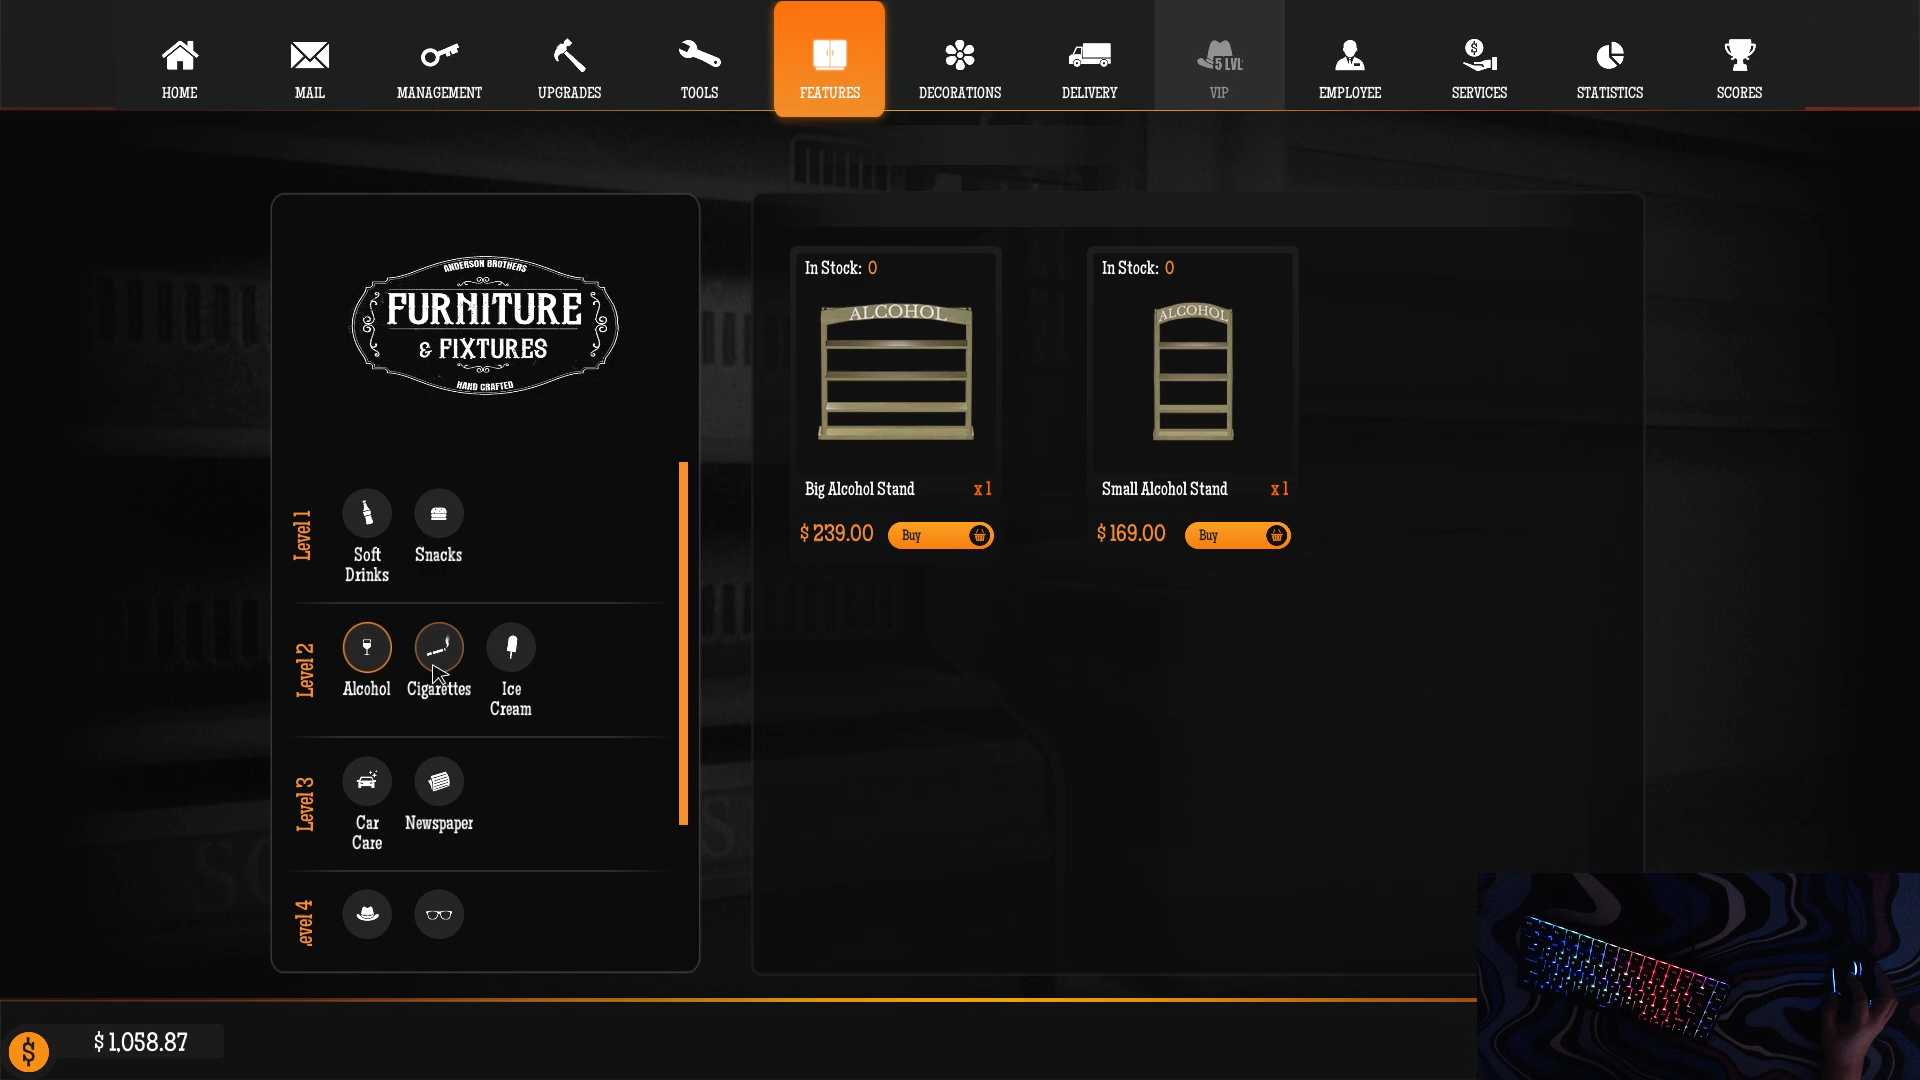 HOME
MAIL
MANAGEMENT
UPGRADES
TOOLS
FEATURES
DECORATIONS
DELIVERY
5 LVL
VIP
EMPLOYEE
SERVICES
STATISTICS
SCORES
ANDERSON BROTHERS
FURNITURE
& FIXTURES
HAND CRAFTED
Level 1
Soft
Drinks
Snacks
Level 2
Alcohol
Cigarettes
Ice
Cream
Level 3
Car
Care
Newspaper
evel 4
In Stock: 0
ALCOHOL
Big Alcohol Stand x 1
$ 239.00 Buy
In Stock: 0
ALCOHOL
Small Alcohol Stand x 1
$ 169.00 Buy
$ $ 1,058.87